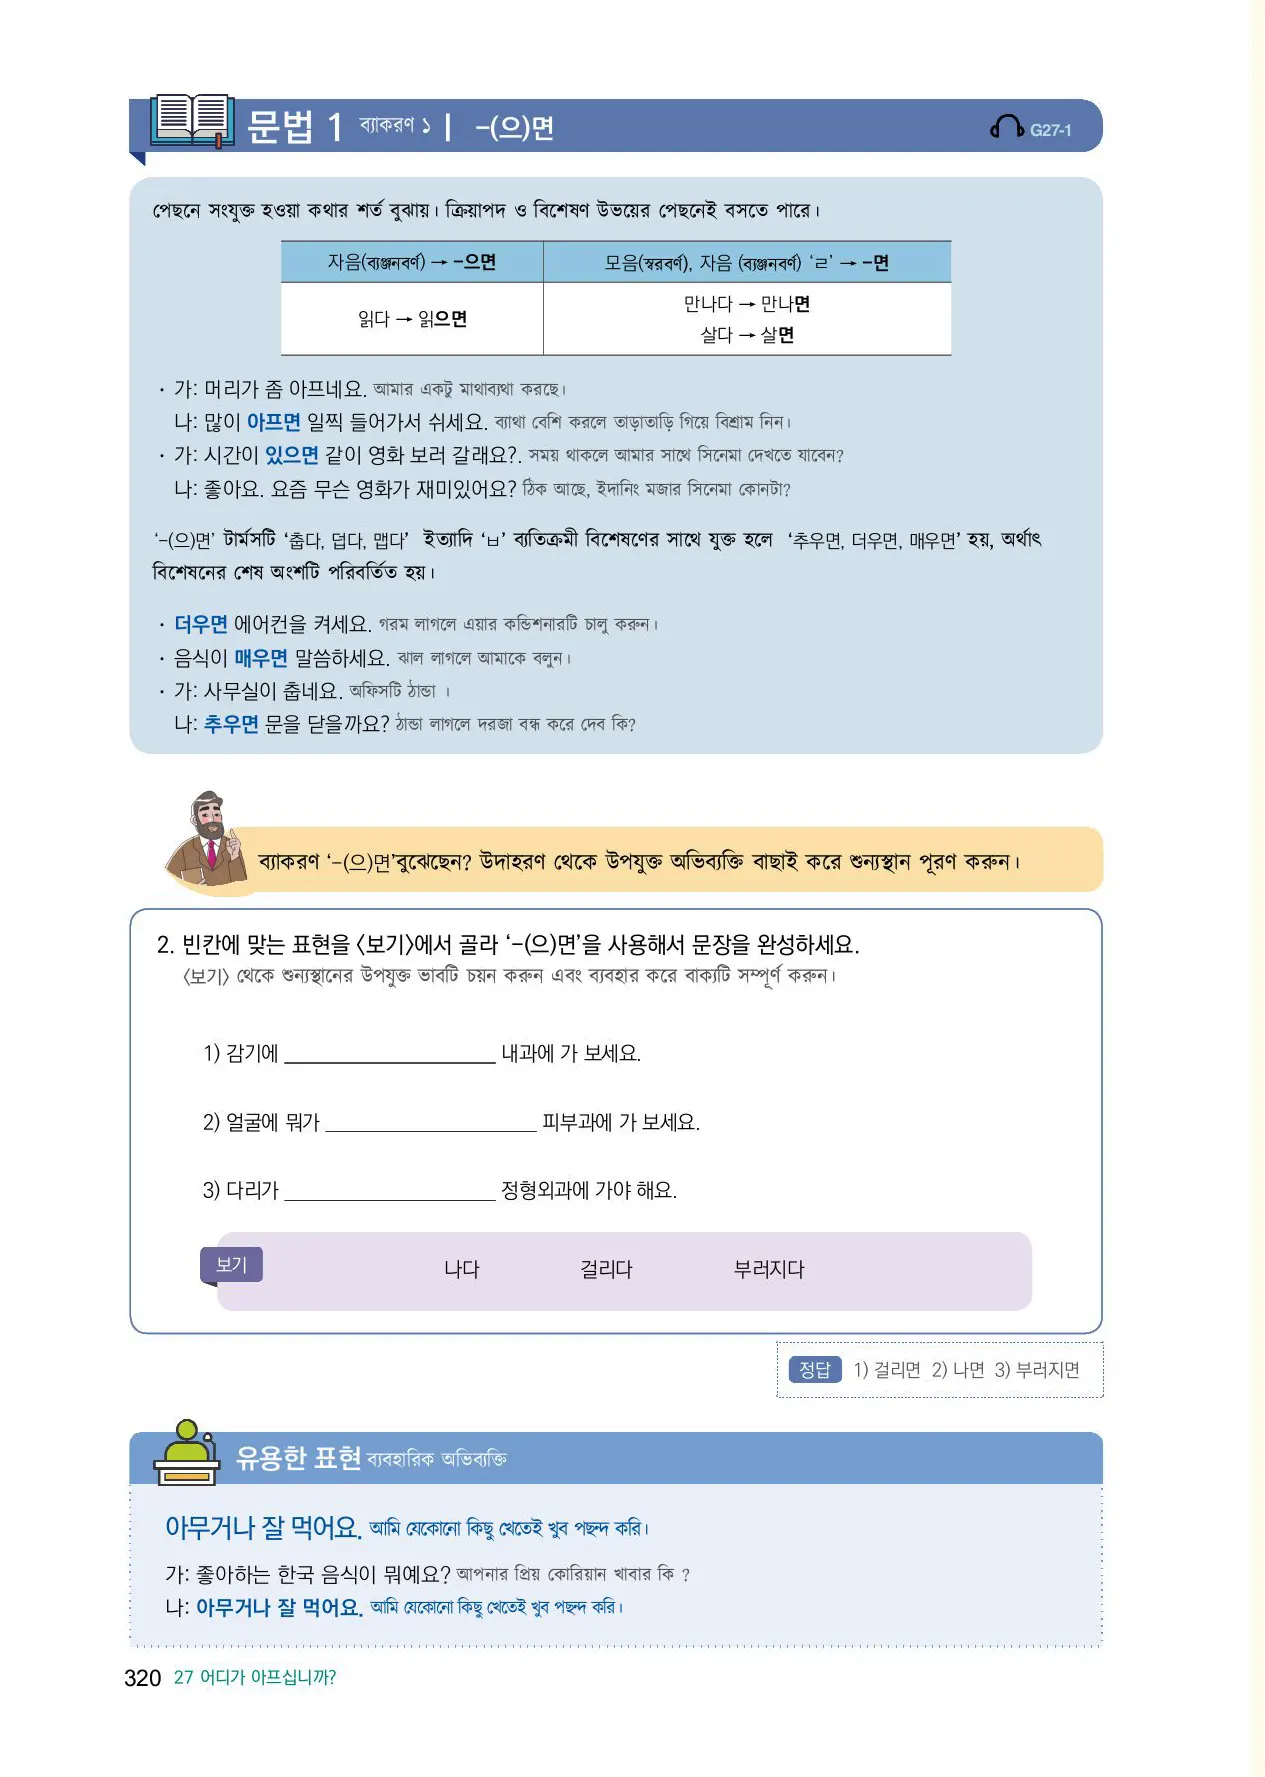 문법 1 ব্যাকরণ ১ | -(으)면
G27-1
পেছনে সংযুক্ত হওয়া কথার শর্ত বুঝায়। ক্রিয়াপদ ও বিশেষণ উভয়ের পেছনেই বসতে পারে।
자음(ব্যঞ্জনবর্ণ) → -으면
모음(স্বরবর্ণ), 자음 (ব্যঞ্জনবর্ণ) ‘ㄹ’ → -면
읽다 → 읽으면
만나다 → 만나면
살다 → 살면
· 가: 머리가 좀 아프네요. আমার একটু মাথাব্যথা করছে।
나: 많이 아프면 일찍 들어가서 쉬세요. ব্যাথা বেশি করলে তাড়াতাড়ি গিয়ে বিশ্রাম নিন।
· 가: 시간이 있으면 같이 영화 보러 갈래요?. সময় থাকলে আমার সাথে সিনেমা দেখতে যাবেন?
나: 좋아요. 요즘 무슨 영화가 재미있어요? ঠিক আছে, ইদানিং মজার সিনেমা কোনটা?
‘-(으)면’ টার্মসটি ‘춥다, 덥다, 맵다’ ইত্যাদি ‘ㅂ’ ব্যতিক্রমী বিশেষণের সাথে যুক্ত হলে ‘추우면, 더우면, 매우면’ হয়, অর্থাৎ
বিশেষনের শেষ অংশটি পরিবর্তিত হয়।
· 더우면 에어컨을 켜세요. গরম লাগলে এয়ার কন্ডিশনারটি চালু করুন।
· 음식이 매우면 말씀하세요. ঝাল লাগলে আমাকে বলুন।
· 가: 사무실이 춥네요. অফিসটি ঠান্ডা ।
나: 추우면 문을 닫을까요? ঠান্ডা লাগলে দরজা বন্ধ করে দেব কি?
ব্যাকরণ ‘-(으)면’বুঝেছেন? উদাহরণ থেকে উপযুক্ত অভিব্যক্তি বাছাই করে শুন্যস্থান পূরণ করুন।
2. 빈칸에 맞는 표현을 〈보기〉에서 골라 ‘-(으)면’을 사용해서 문장을 완성하세요.
〈보기〉 থেকে শুন্যস্থানের উপযুক্ত ভাবটি চয়ন করুন এবং ব্যবহার করে বাক্যটি সম্পূর্ণ করুন।
1) 감기에 ____________________ 내과에 가 보세요.
2) 얼굴에 뭐가 ____________________ 피부과에 가 보세요.
3) 다리가 ____________________ 정형외과에 가야 해요.
보기 나다 걸리다 부러지다
정답 1) 걸리면 2) 나면 3) 부러지면
유용한 표현 ব্যবহারিক অভিব্যক্তি
아무거나 잘 먹어요. আমি যেকোনো কিছু খেতেই খুব পছন্দ করি।
가: 좋아하는 한국 음식이 뭐예요? আপনার প্রিয় কোরিয়ান খাবার কি ?
나: 아무거나 잘 먹어요. আমি যেকোনো কিছু খেতেই খুব পছন্দ করি।
320 27 어디가 아프십니까?